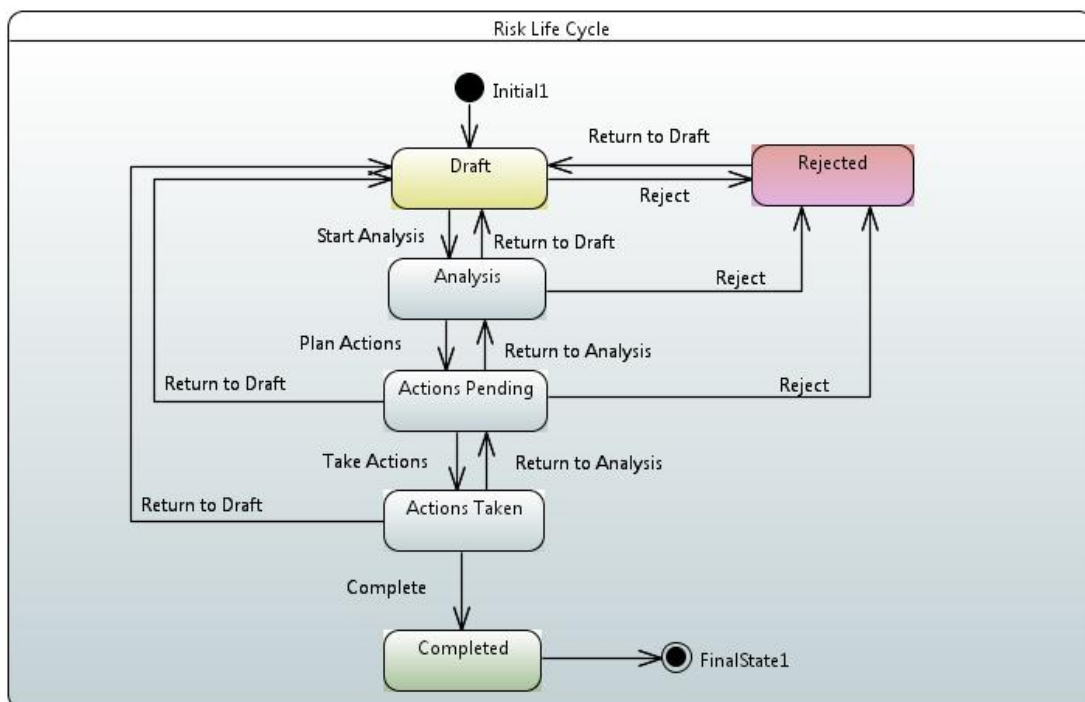 Risk Life Cycle
Initial1
Return to Draft
Draft
Rejected
Reject
Start Analysis
Return to Draft
Analysis
Reject
Plan Actions
Return to Analysis
Return to Draft
Actions Pending
Reject
Take Actions
Return to Analysis
Return to Draft
Actions Taken
Complete
Completed
FinalState1